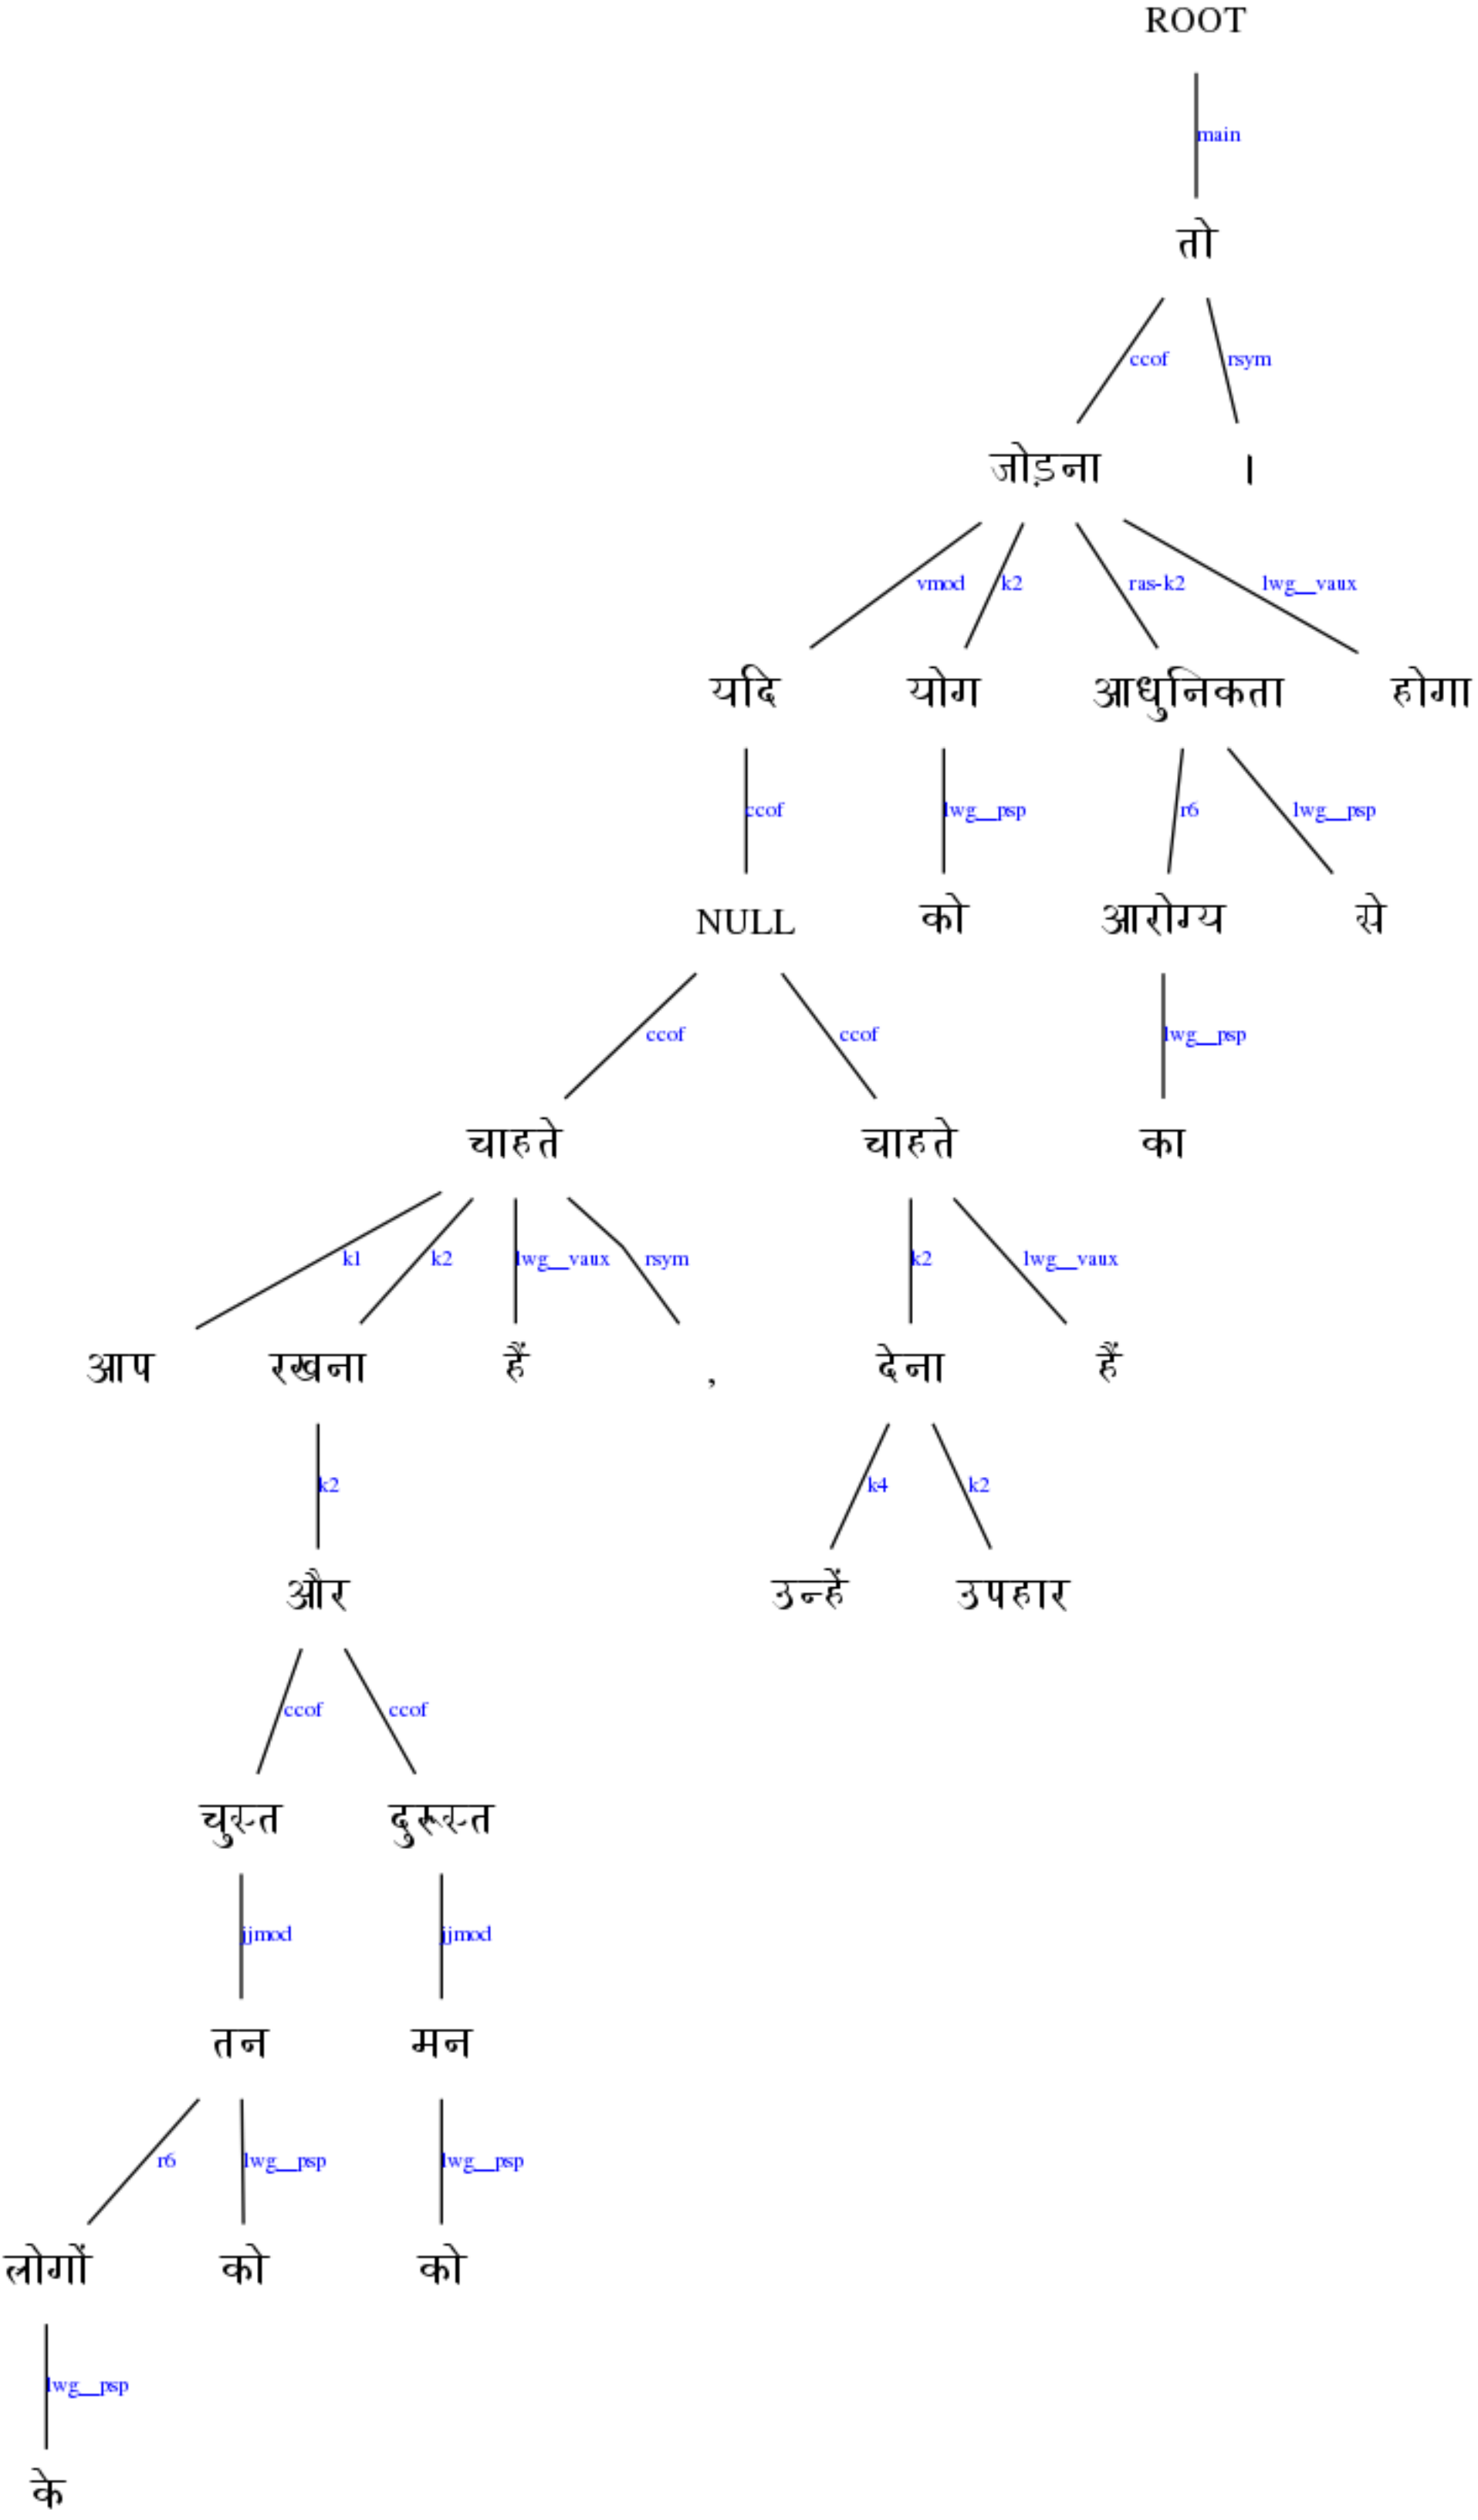 ROOT
main
तो
ccof rsym
जोड़ना ।
vmod k2 ras-k2 lwg__vaux
यदि योग आधुनिकता होगा
ccof lwg__psp r6 lwg__psp
NULL को आरोग्य से
ccof ccof lwg__psp
चाहते चाहते का
k1 k2 lwg__vaux rsym k2 lwg__vaux
आप रखना हैं , देना हैं
k2 k4 k2
और उन्हें उपहार
ccof ccof
चुस्त दुरूस्त
jjmod jjmod
तन मन
r6 lwg__psp lwg__psp
लोगों को को
lwg__psp
के